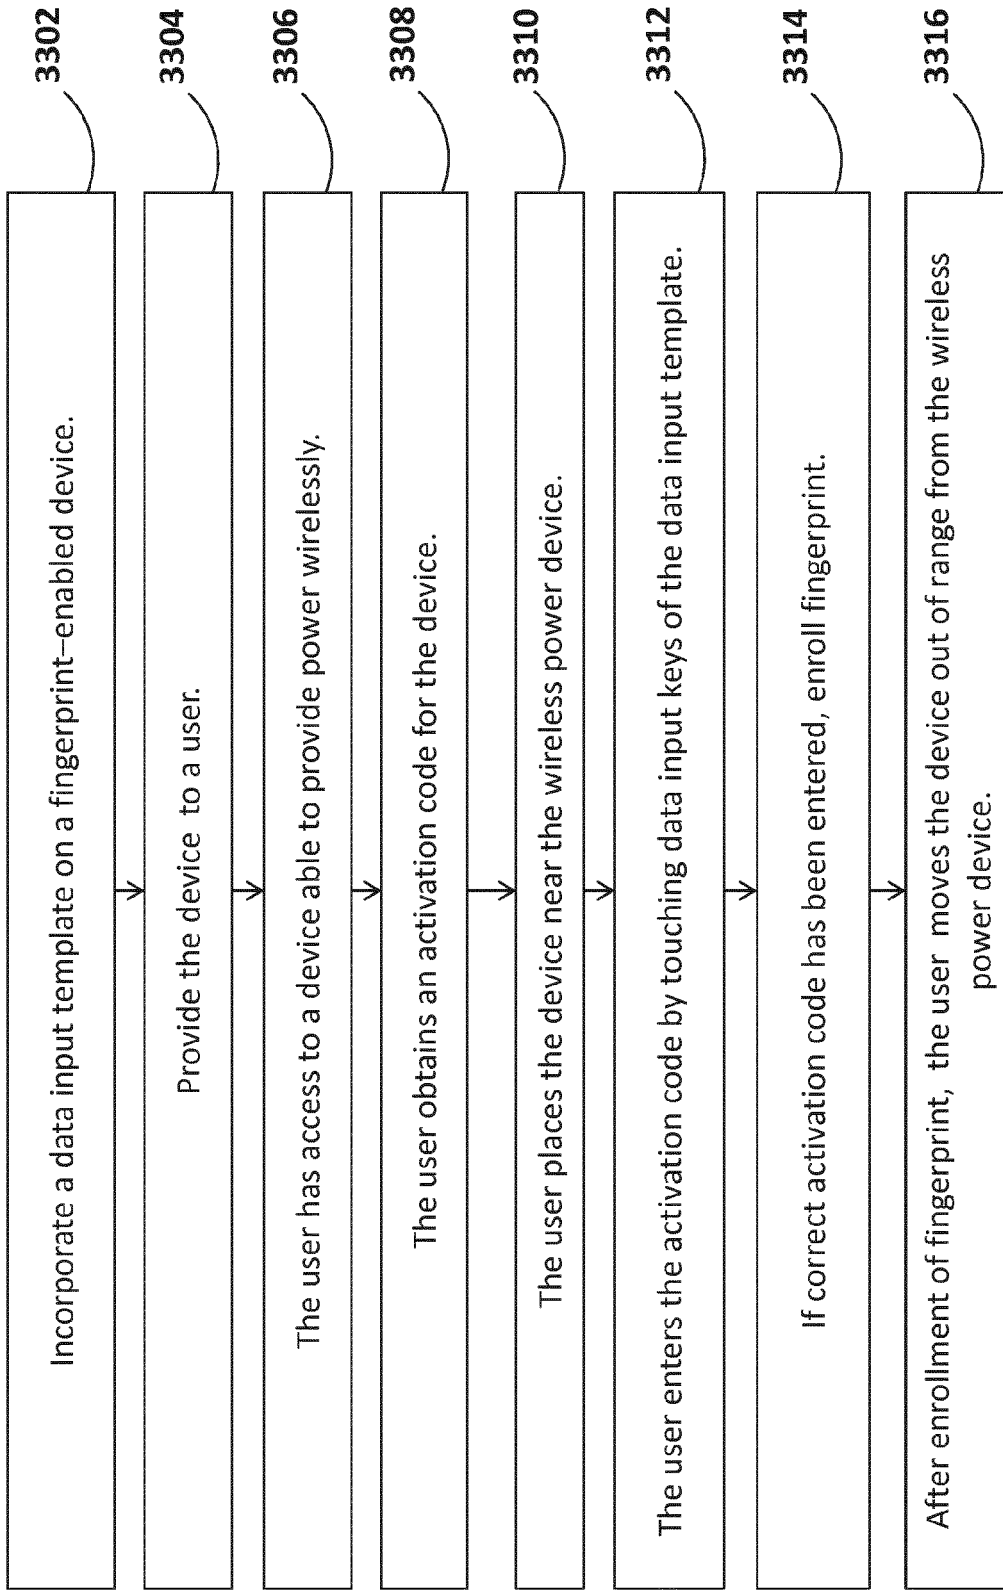 3302
Incorporate a data input template on a fingerprint–enabled device.
3304
Provide the device to a user.
3306
The user has access to a device able to provide power wirelessly.
3308
The user obtains an activation code for the device.
3310
The user places the device near the wireless power device.
3312
The user enters the activation code by touching data input keys of the data input template.
3314
If correct activation code has been entered, enroll fingerprint.
3316
After enrollment of fingerprint, the user moves the device out of range from the wireless
power device.